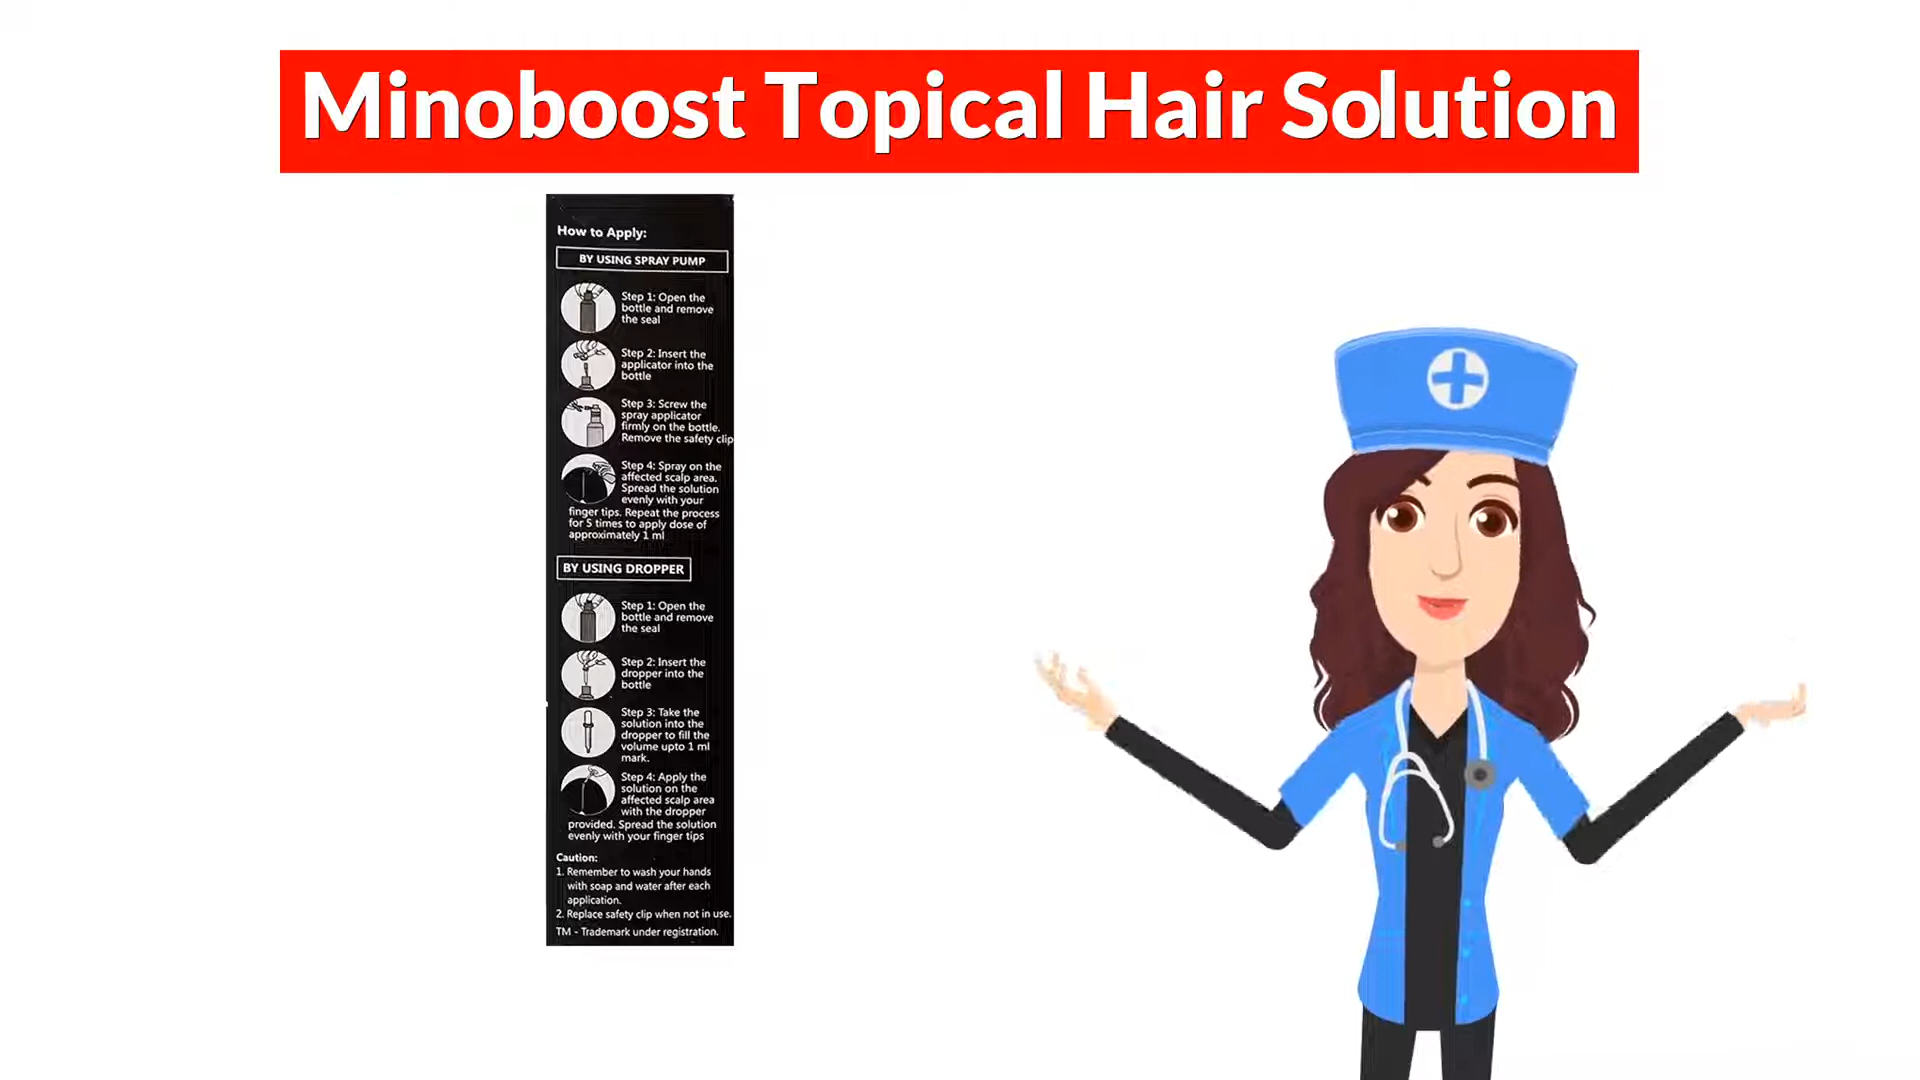 Minoboost Topical Hair Solution
How to Apply:
BY USING SPRAY PUMP
Step 1: Open the
bottle and remove
the seal
Step 2: Insert the
applicator into the
bottle
Step 3: Screw the
spray applicator
firmly on the bottle.
Remove the safety clip
Step 4: Spray on the
affected scalp area.
Spread the solution
evenly with your
finger tips. Repeat the process
for 5 times to apply dose of
approximately 1 ml
BY USING DROPPER
Step 1: Open the
bottle and remove
the seal
Step 2: Insert the
dropper into the
bottle
Step 3: Take the
solution into the
dropper to fill the
volume upto 1 ml
mark.
Step 4: Apply the
solution on the
affected scalp area
with the dropper
provided. Spread the solution
evenly with your finger tips
Caution:
1. Remember to wash your hands
with soap and water after each
application.
2. Replace safety clip when not in use.
TM - Trademark under registration.